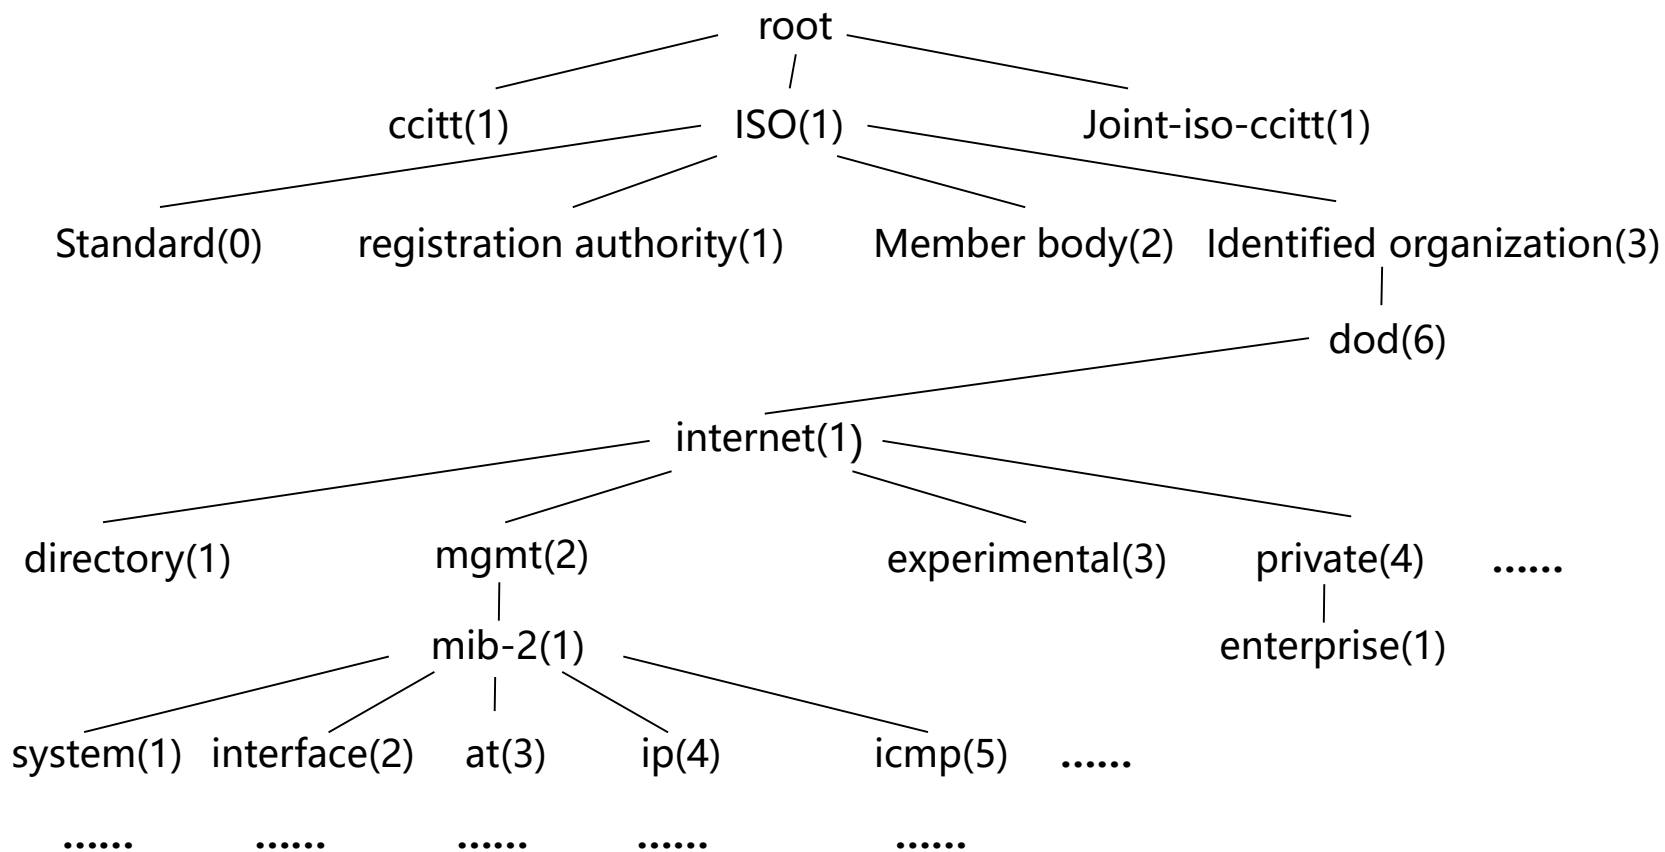 root
ccitt(1) ISO(1) Joint-iso-ccitt(1)
Standard(0) registration authority(1) Member body(2) Identified organization(3)
dod(6)
internet(1)
directory(1) mgmt(2) experimental(3) private(4) ......
mib-2(1) enterprise(1)
system(1) interface(2) at(3) ip(4) icmp(5) ......
...... ...... ...... ...... ......